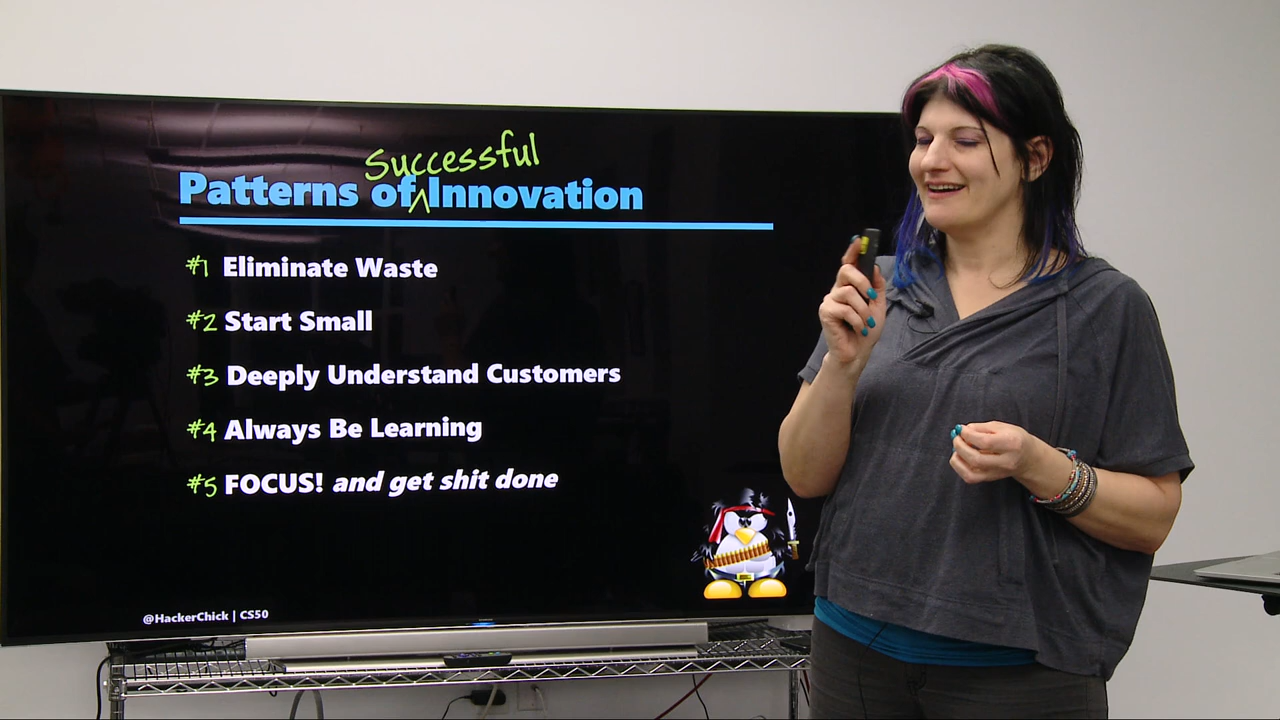 Successful
Patterns of Innovation
#1 Eliminate Waste
#2 Start Small
#3 Deeply Understand Customers
#4 Always Be Learning
#5 FOCUS! and get shit done
@HackerChick | CS50